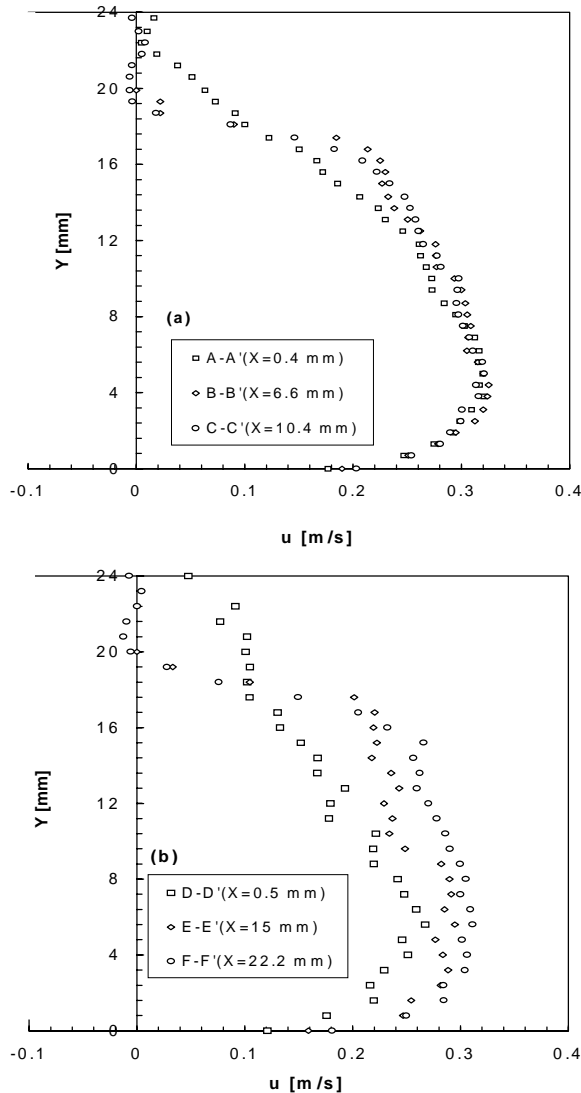 24
20
16
12
8
4
0
Y [mm]
(a)
A-A'(X=0.4 mm)
B-B'(X=6.6 mm)
C-C'(X=10.4 mm)
-0.1
0
0.1
0.2
0.3
0.4
u [m/s]
24
20
16
12
8
4
0
Y [mm]
(b)
D-D'(X=0.5 mm)
E-E'(X=15 mm)
F-F'(X=22.2 mm)
-0.1
0
0.1
0.2
0.3
0.4
u [m/s]